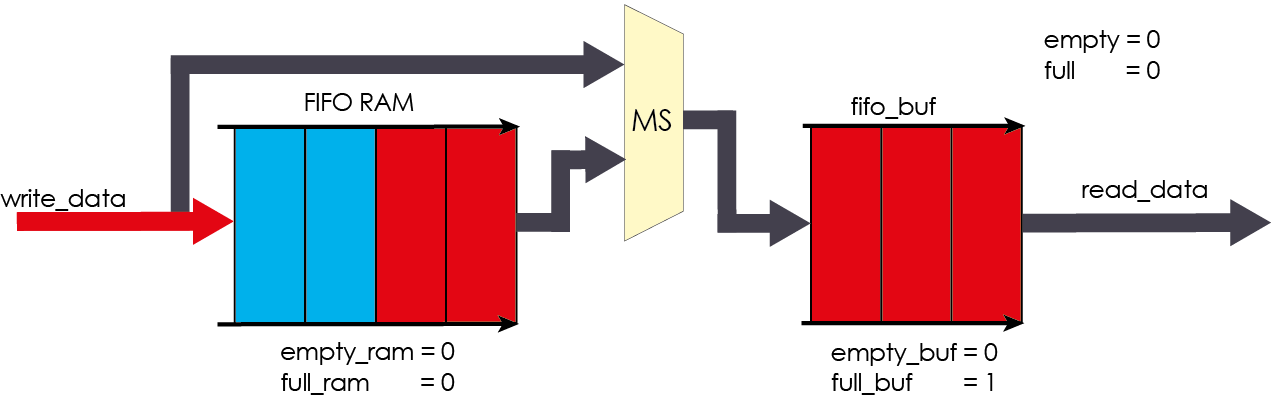 empty = 0
full = 0
FIFO RAM
fifo_buf
MS
write_data
read_data
empty_ram = 0
full_ram = 0
empty_buf = 0
full_buf = 1